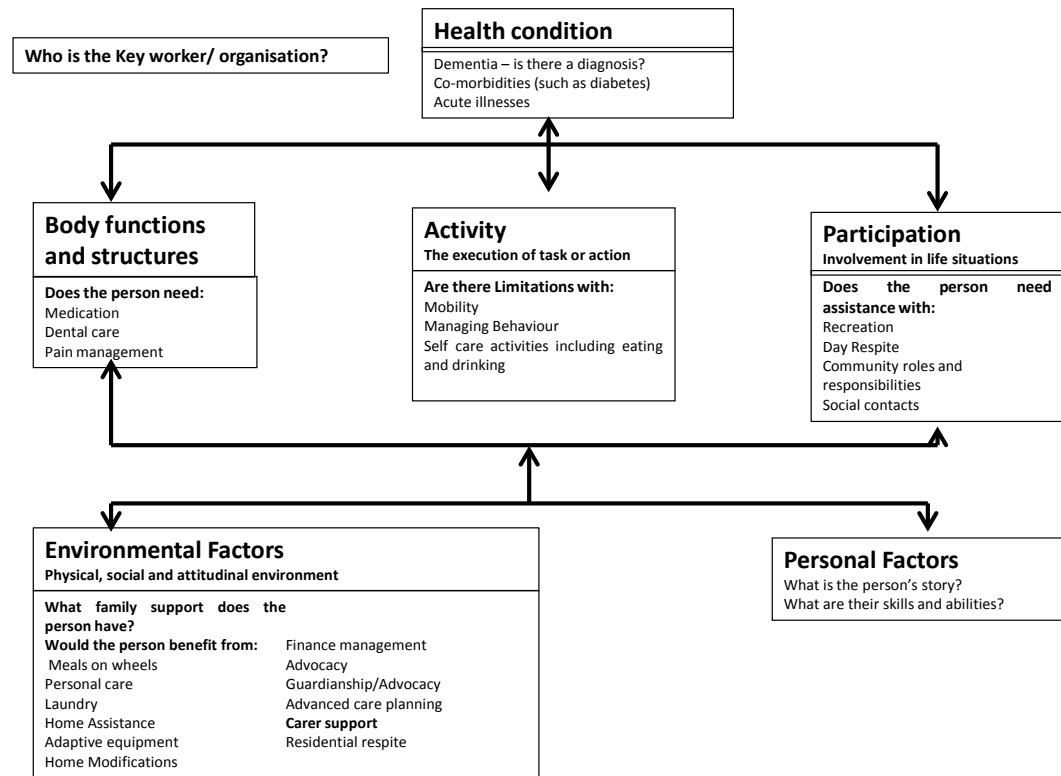 Health condition
Who is the Key worker/ organisation?
Dementia – is there a diagnosis?
Co-morbidities (such as diabetes)
Acute illnesses
Body functions
and structures
Does the person need:
Medication
Dental care
Pain management
Activity
The execution of task or action
Are there Limitations with:
Mobility
Managing Behaviour
Self care activities including eating
and drinking
Participation
Involvement in life situations
Does the person need
assistance with:
Recreation
Day Respite
Community roles and
responsibilities
Social contacts
Environmental Factors
Physical, social and attitudinal environment
What family support does the
person have?
Would the person benefit from:
Meals on wheels
Personal care
Laundry
Home Assistance
Adaptive equipment
Home Modifications
Finance management
Advocacy
Guardianship/Advocacy
Advanced care planning
Carer support
Residential respite
Personal Factors
What is the person's story?
What are their skills and abilities?